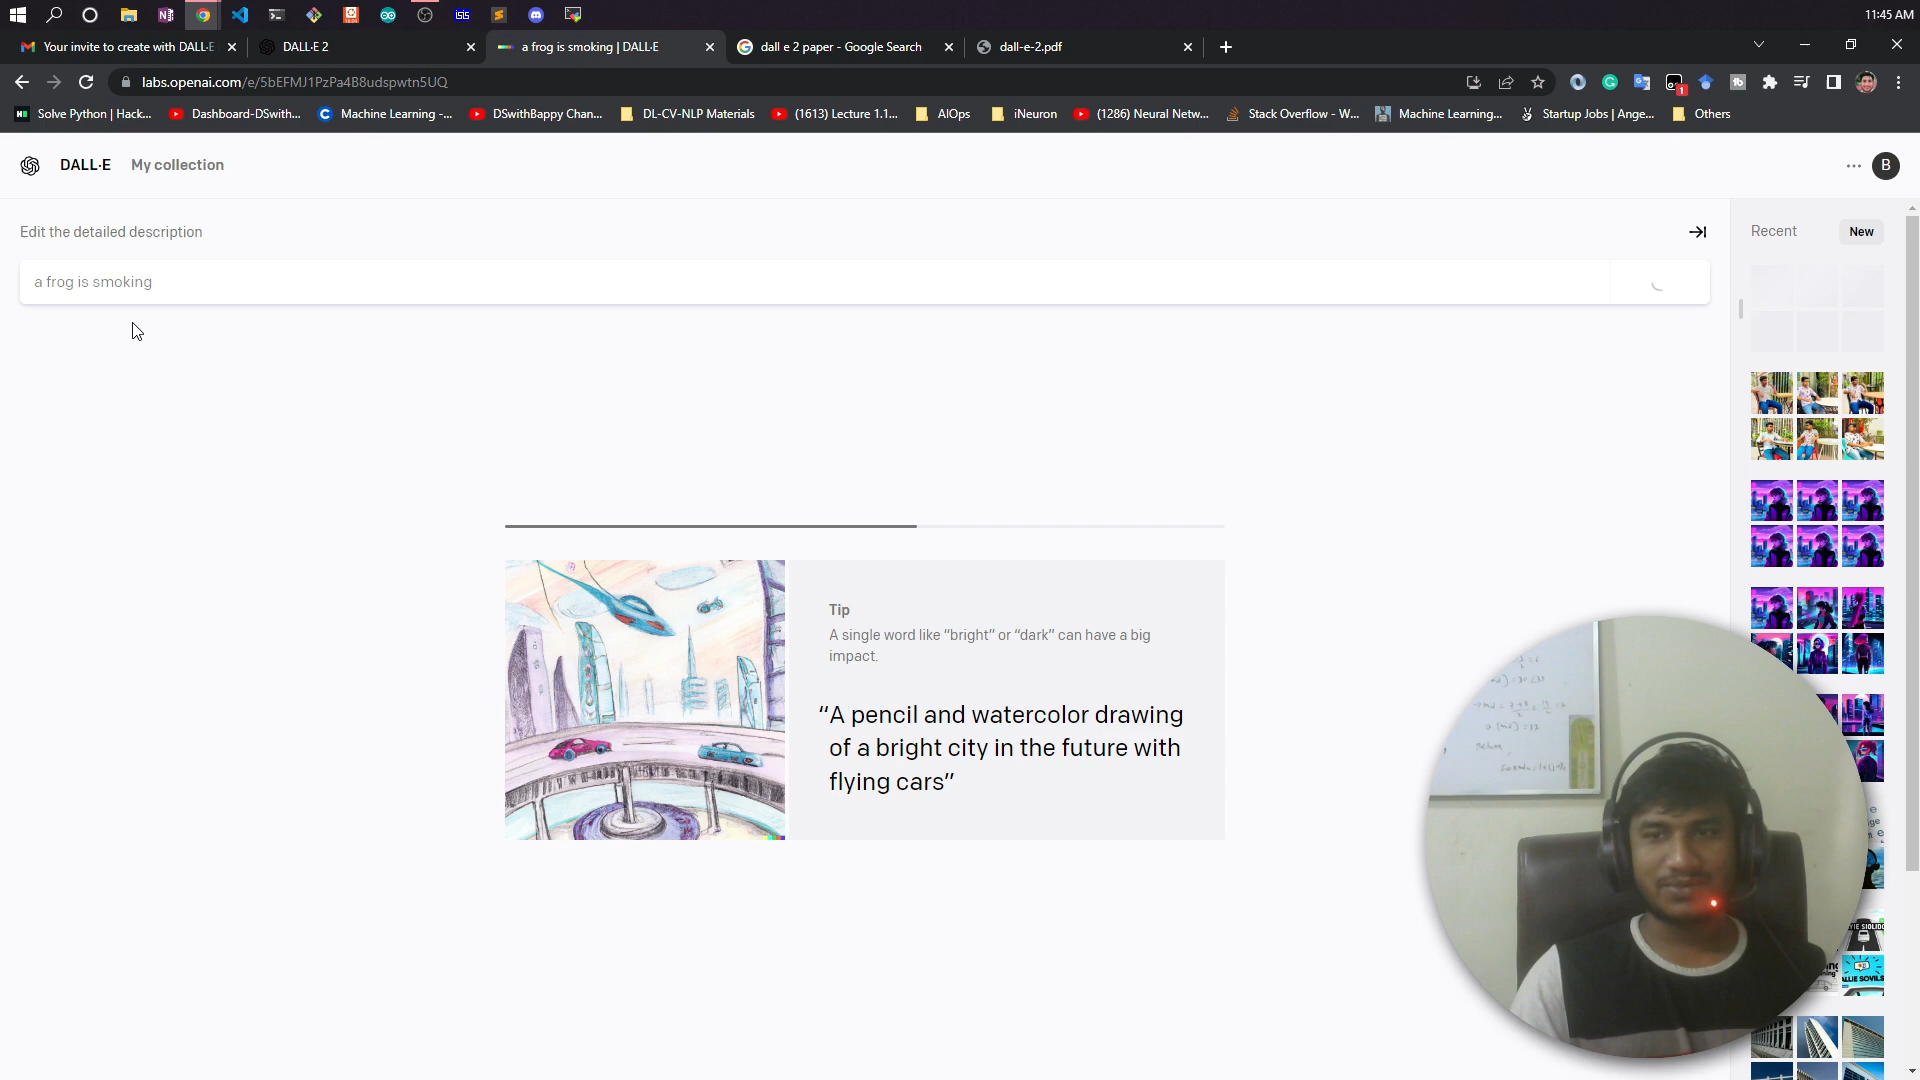 11:45 AM
Your invite to create with DALL·E
DALL·E 2
a frog is smoking | DALL·E
dall e 2 paper - Google Search
dall-e-2.pdf
labs.openai.com/e/5bEFMJ1PzPa4B8udspwtn5UQ
1
Solve Python | Hack...
Dashboard-DSwith...
Machine Learning -...
DSwithBappy Chan...
DL-CV-NLP Materials
(1613) Lecture 1.1...
AIOps
iNeuron
(1286) Neural Netw...
Stack Overflow - W...
Machine Learning...
Startup Jobs | Ange...
Others
DALL·E
My collection
B
Edit the detailed description
Recent
New
a frog is smoking
Tip
A single word like "bright" or "dark" can have a big
impact.
“A pencil and watercolor drawing
of a bright city in the future with
flying cars”